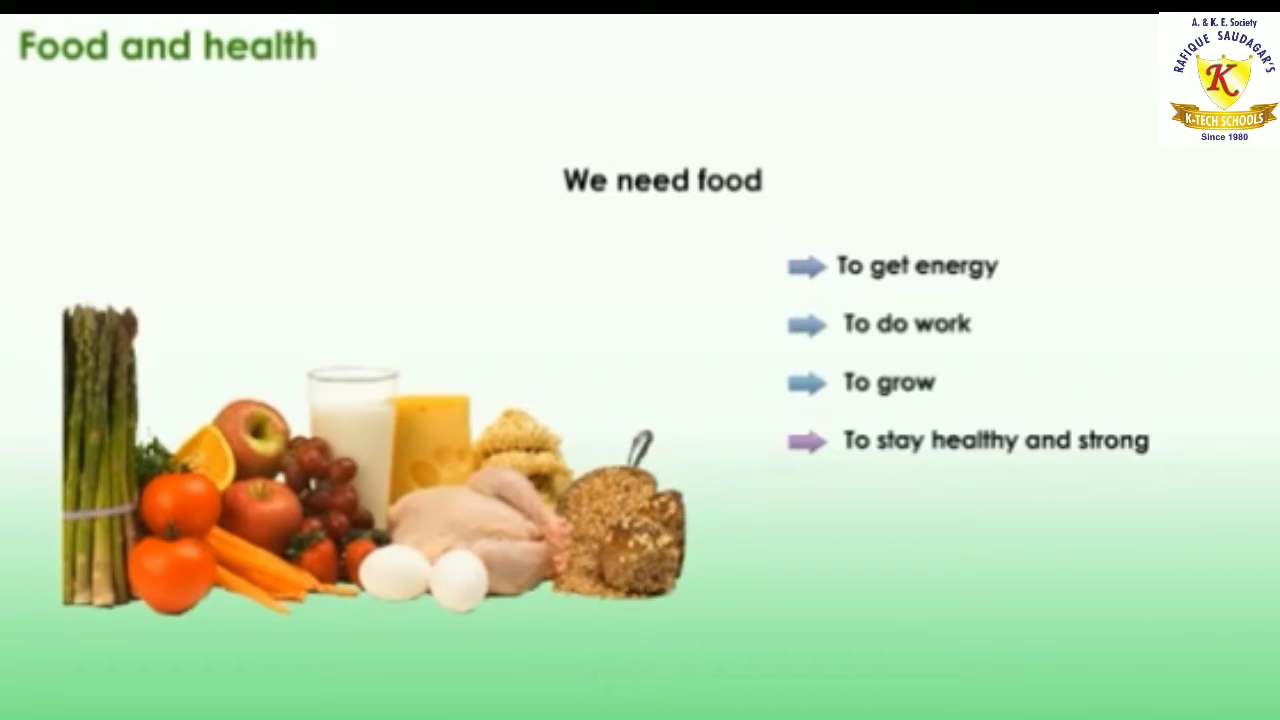 Food and health
A. & K. E. Society
RAFIQUE SAUDAGAR'S
K
K-TECH SCHOOLS
Since 1980
We need food
To get energy
To do work
To grow
To stay healthy and strong